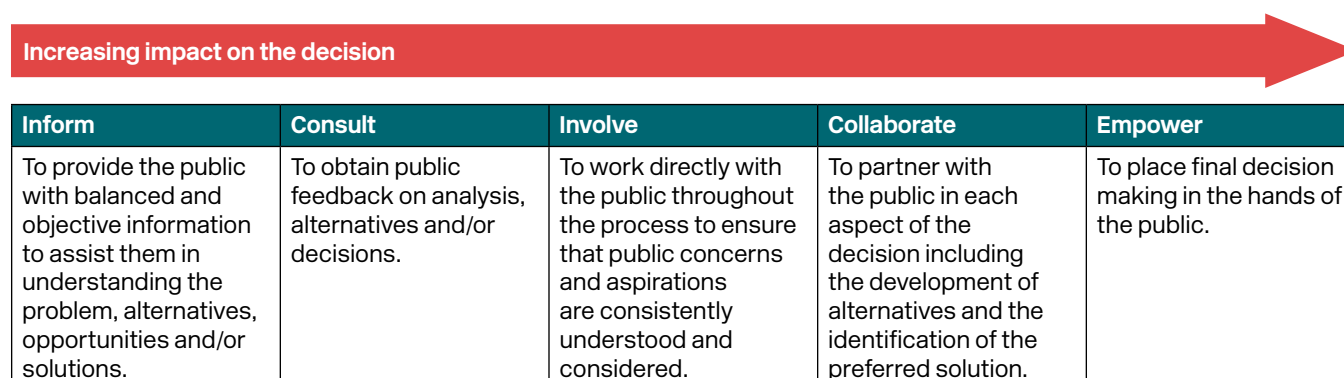 Increasing impact on the decision
Inform
Consult
Involve
Collaborate
Empower
To provide the public
with balanced and
objective information
to assist them in
understanding the
problem, alternatives,
opportunities and/or
solutions.
To obtain public
feedback on analysis,
alternatives and/or
decisions.
To work directly with
the public throughout
the process to ensure
that public concerns
and aspirations
are consistently
understood and
considered.
To partner with
the public in each
aspect of the
decision including
the development of
alternatives and the
identification of the
preferred solution.
To place final decision
making in the hands of
the public.